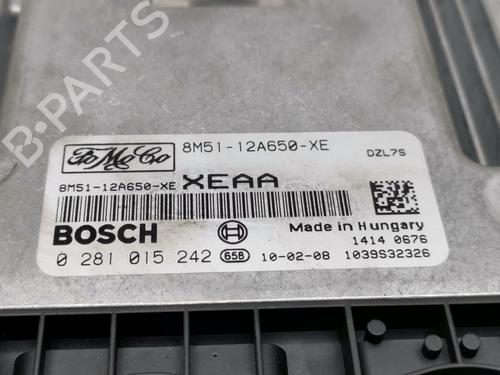 B-PARTS
FoMoCo
8M51-12A650-XE
DZL7S
8M51-12A650-XE XEAA
BOSCH
Made in Hungary
1414 0676
0 281 015 242 65B 10-02-08 1039S32326